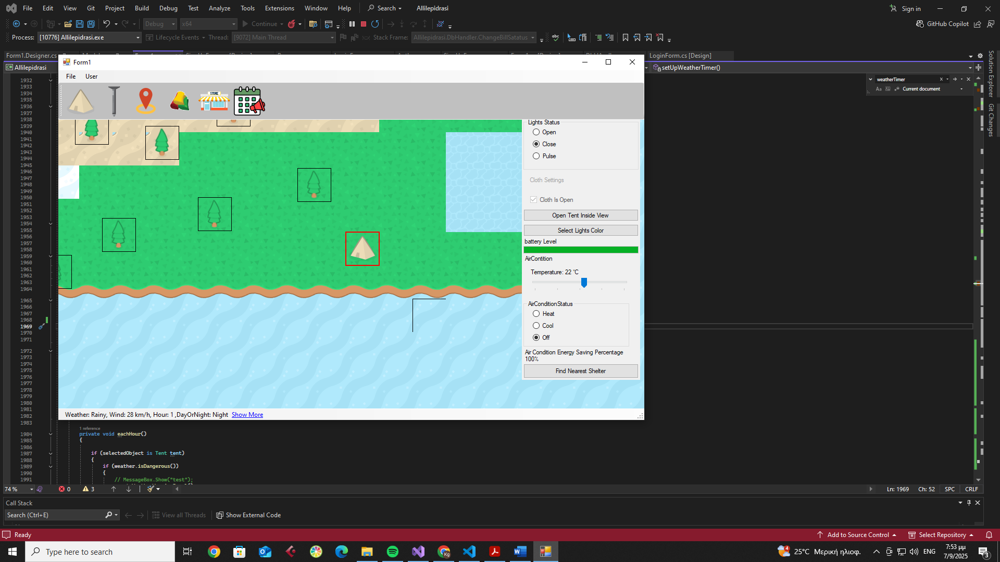 File Edit View Git Project Build Debug Test Analyze Tools Extensions Window Help Search Allilepidrasi Sign in
Debug x64 Continue GitHub Copilot
Process: [10776] Allilepidrasi.exe Lifecycle Events Thread: [9072] Main Thread Stack Frame: Allilepidrasi.DbHandler.ChangeBillSatatus
Form1.Designer.cs LoginForm.cs [Design]
Allilepidrasi setUpWeatherTimer()
Solution Explorer
Git Changes
weatherTimer
Current document
Form1
File User
STORE
Lights Status
Open
Close
Pulse
Cloth Settings
Cloth Is Open
Open Tent Inside View
Select Lights Color
battery Level
AirContition
Temperature: 22 °C
AirConditionStatus
Heat
Cool
Off
Air Condition Energy Saving Percentage
100%
Find Nearest Shelter
Weather: Rainy, Wind: 28 km/h, Hour: 1 ,DayOrNight: Night Show More
1932
1933
1934
1935
1936
1937
1938
1939
1940
1941
1942
1943
1944
1945
1946
1947
1948
1949
1950
1951
1952
1953
1954
1955
1956
1957
1958
1959
1960
1961
1962
1963
1964
1965
1966
1967
1968
1969
1970
1971
1972
1973
1974
1975
1976
1977
1978
1979
1980
1981
1982
1983
1 reference
1984 private void eachHour()
1985 {
1986
1987 if (selectedObject is Tent tent)
1988 {
1989 if (weather.isDangerous())
1990 {
1991 // MessageBox.Show("test");
74 % 0 3 Ln: 1969 Ch: 52 SPC CRLF
Call Stack
Search (Ctrl+E) View all Threads Show External Code
Ready Add to Source Control Select Repository
Type here to search 25°C Μερική ηλιοφ. ENG 7:53 μμ
7/9/2025